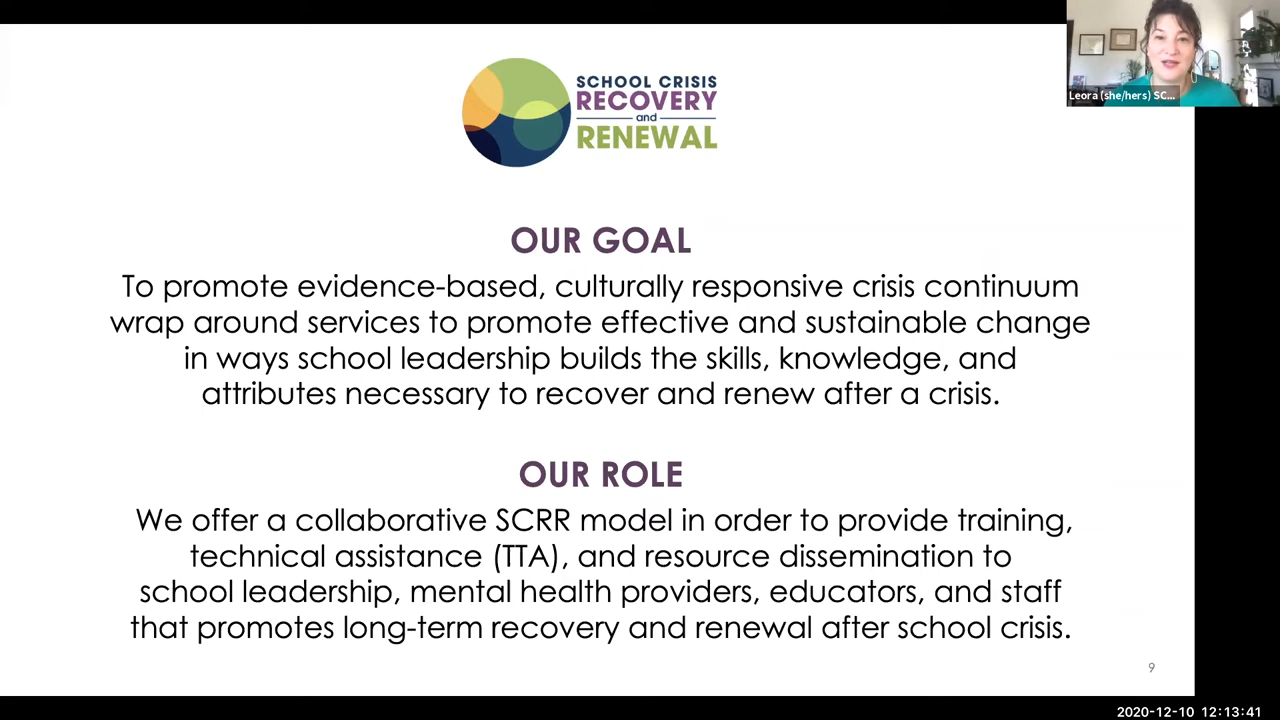 SCHOOL CRISIS
RECOVERY
and
RENEWAL
Leora (she/hers) SC...
OUR GOAL
To promote evidence-based, culturally responsive crisis continuum
wrap around services to promote effective and sustainable change
in ways school leadership builds the skills, knowledge, and
attributes necessary to recover and renew after a crisis.
OUR ROLE
We offer a collaborative SCRR model in order to provide training,
technical assistance (TTA), and resource dissemination to
school leadership, mental health providers, educators, and staff
that promotes long-term recovery and renewal after school crisis.
9
2020-12-10 12:13:41